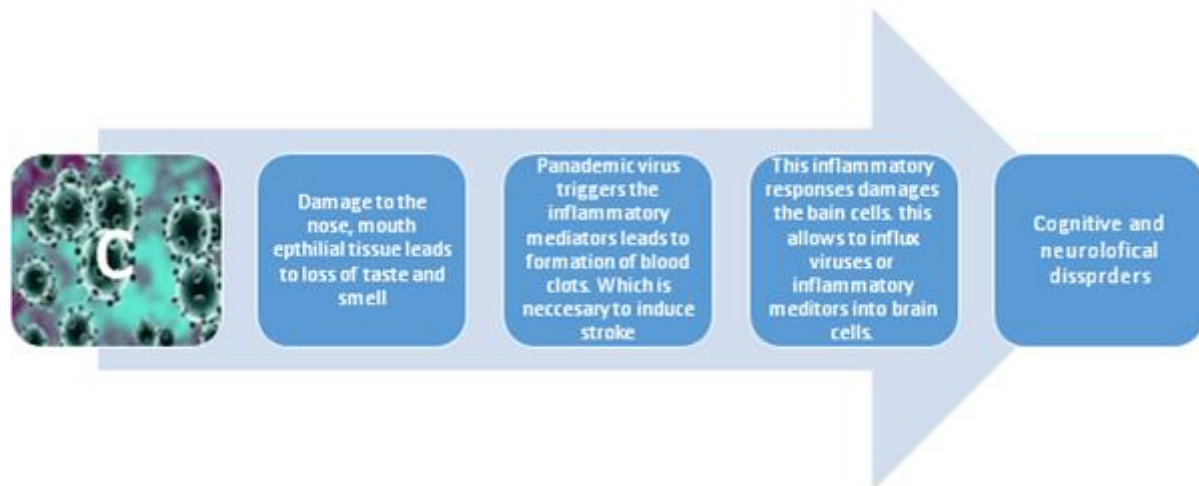 C
Damage to the
nose, mouth
epthilial tissue leads
to loss of taste and
smell
Panademic virus
triggers the
inflammatory
mediators leads to
formation of blood
clots. Which is
neccesary to induce
stroke
This inflammatory
responses damages
the bain cells. this
allows to influx
viruses or
inflammatory
meditors into brain
cells.
Cognitive and
neurolofical
dissprders